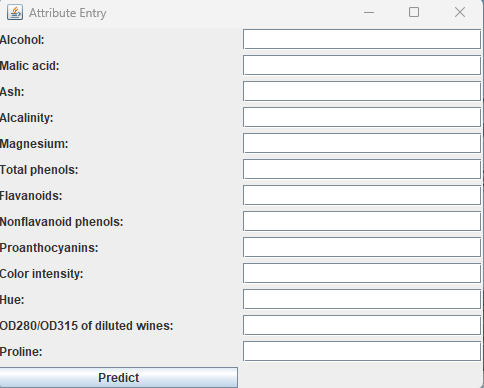 Attribute Entry
Alcohol:
Malic acid:
Ash:
Alcalinity:
Magnesium:
Total phenols:
Flavanoids:
Nonflavanoid phenols:
Proanthocyanins:
Color intensity:
Hue:
OD280/OD315 of diluted wines:
Proline:
Predict